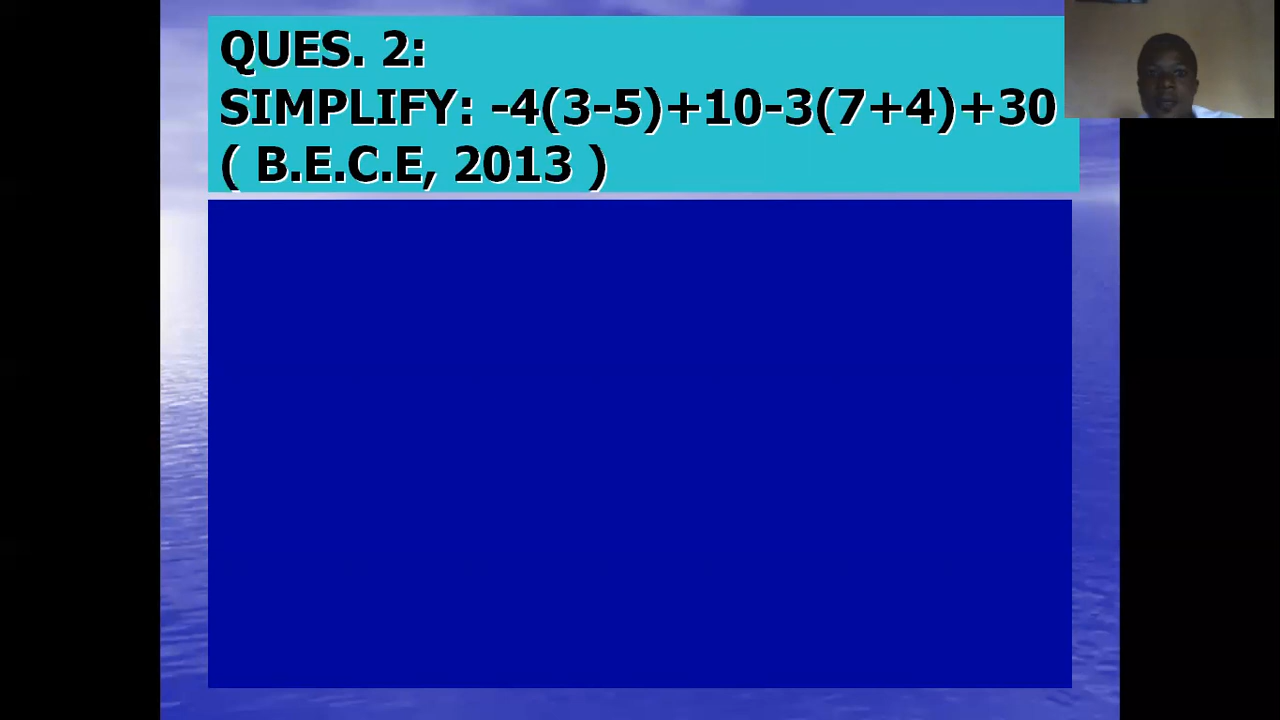 QUES. 2:
SIMPLIFY: -4(3-5)+10-3(7+4)+30
( B.E.C.E, 2013 )